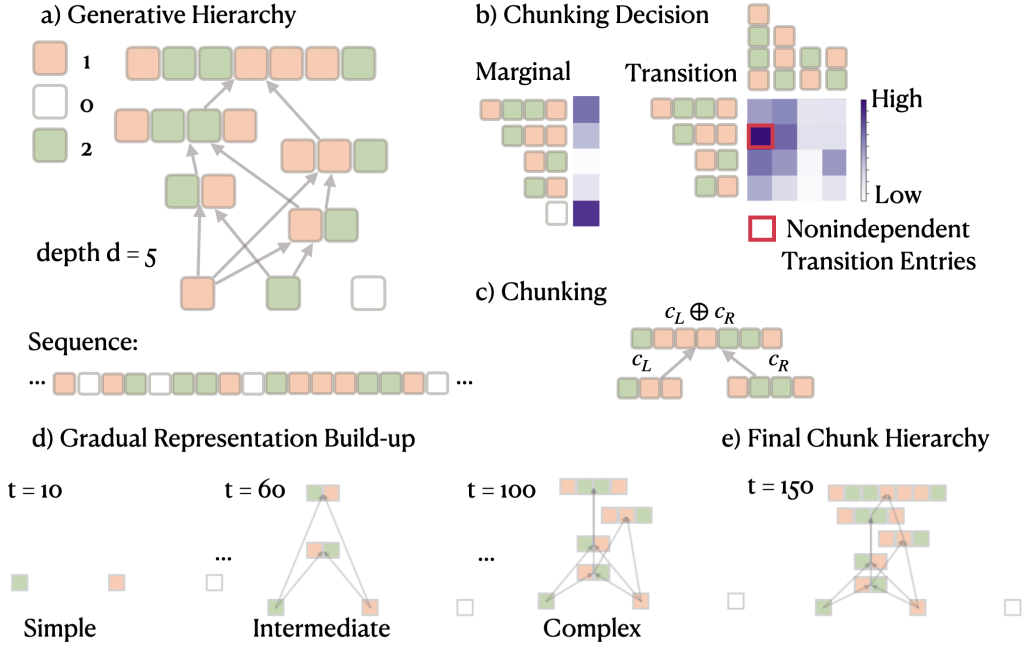 a) Generative Hierarchy
1
0
2
depth d = 5
Sequence:
...
...
b) Chunking Decision
Marginal
Transition
High
Low
Nonindependent
Transition Entries
c) Chunking
c_L ⊕ c_R
c_L
c_R
d) Gradual Representation Build-up
t = 10
...
t = 60
...
t = 100
Simple
Intermediate
Complex
e) Final Chunk Hierarchy
t = 150